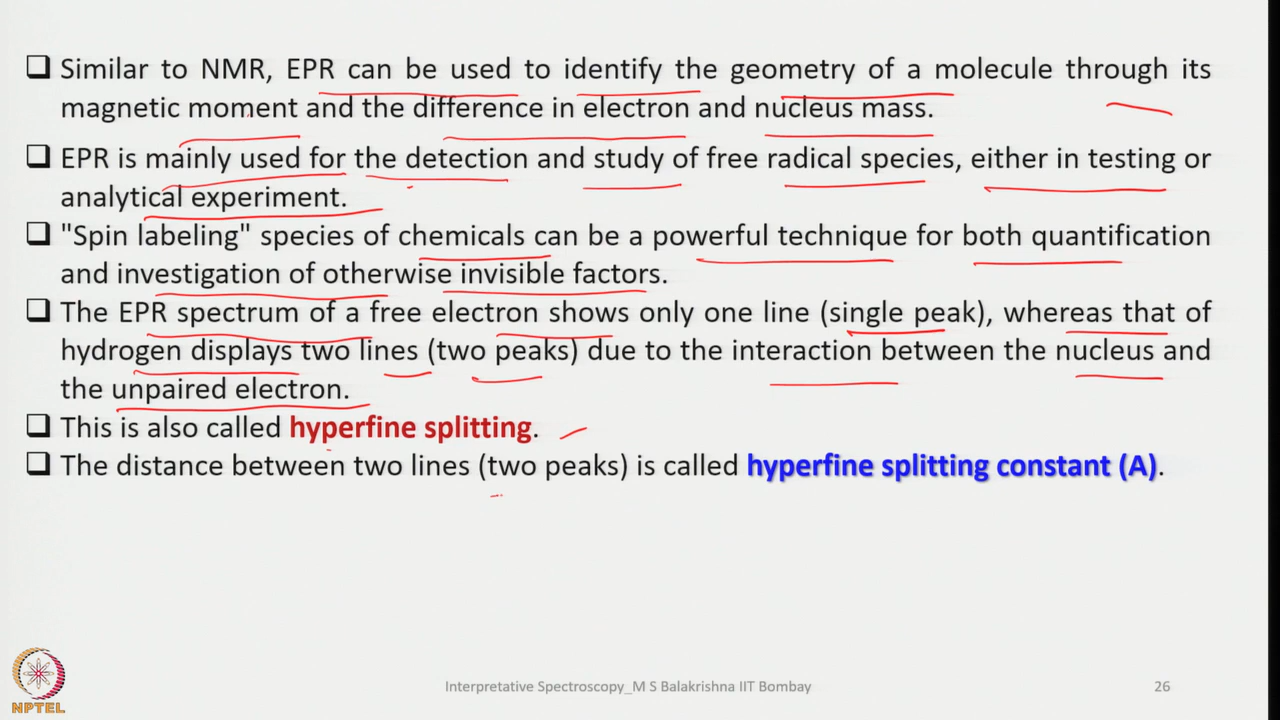 ❑ Similar to NMR, EPR can be used to identify the geometry of a molecule through its
magnetic moment and the difference in electron and nucleus mass.
❑ EPR is mainly used for the detection and study of free radical species, either in testing or
analytical experiment.
❑ "Spin labeling" species of chemicals can be a powerful technique for both quantification
and investigation of otherwise invisible factors.
❑ The EPR spectrum of a free electron shows only one line (single peak), whereas that of
hydrogen displays two lines (two peaks) due to the interaction between the nucleus and
the unpaired electron.
❑ This is also called hyperfine splitting.
❑ The distance between two lines (two peaks) is called hyperfine splitting constant (A).
NPTEL
Interpretative Spectroscopy_M S Balakrishna IIT Bombay
26